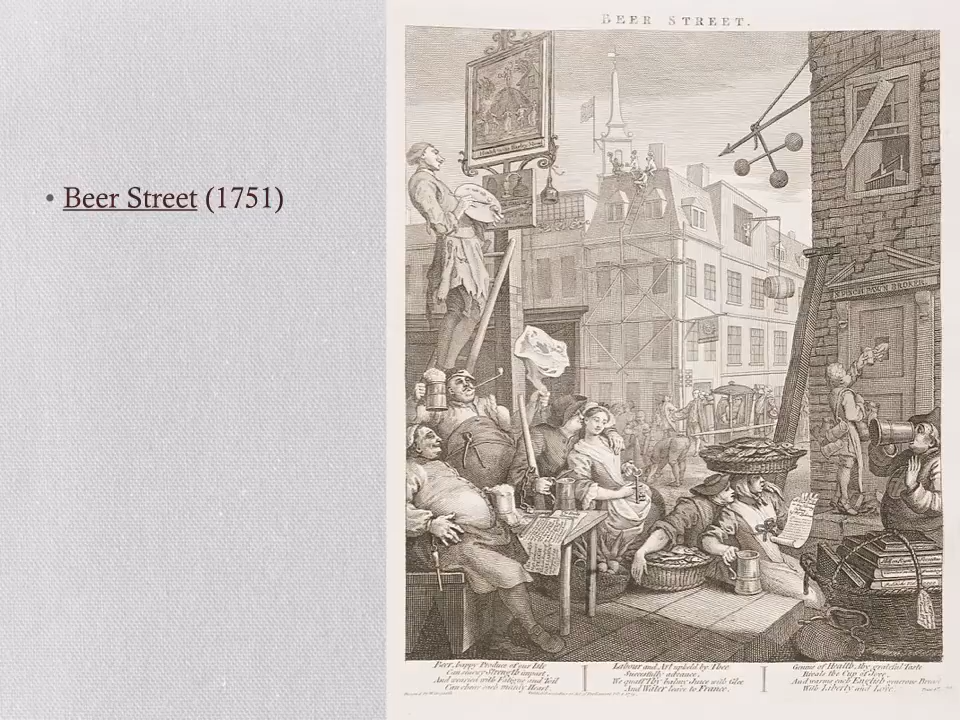 • Beer Street (1751)
BEER STREET.
N PINCH PAWN BROKER
Beer, happy Produce of our Isle
Can sinewy Strength impart,
And wearied with Fatigue and Toil
Can chear each manly Heart.
Labour and Art upheld by Thee
Successfully advance,
We quaff Thy balmy Juice with Glee
And Water leave to France.
Genius of Health, thy grateful Taste
Rivals the Cup of Jove,
And warms each English generous Breast
With Liberty and Love.